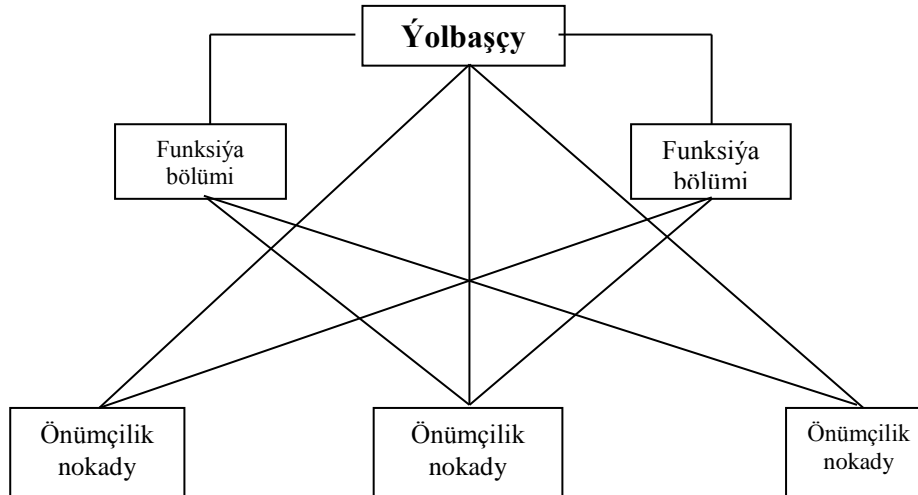 Ýolbaşçy
Funksiýa
bölümi
Funksiýa
bölümi
Önümçilik
nokady
Önümçilik
nokady
Önümçilik
nokady